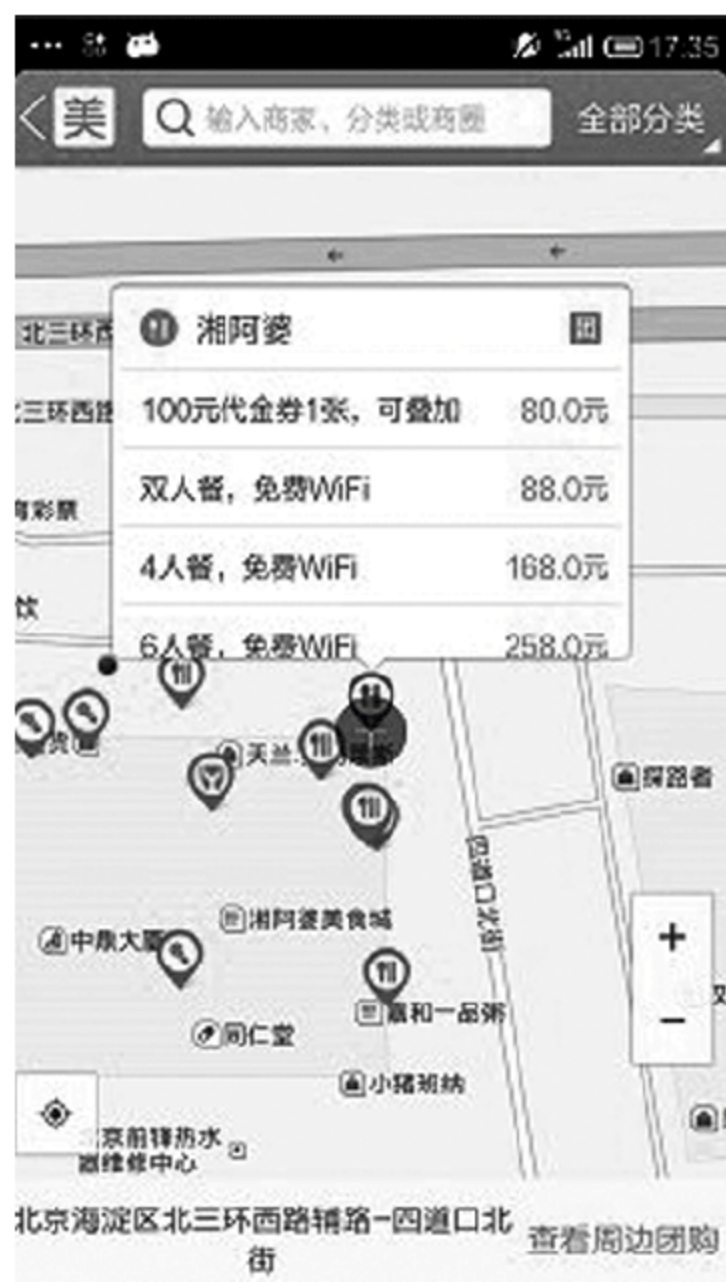 17:35
美
输入商家、分类或商圈
全部分类
北三环西
湘阿婆
三环西路
100元代金券1张，可叠加 80.0元
双人餐，免费WiFi 88.0元
育彩票
4人餐，免费WiFi 168.0元
饮
6人餐，免费WiFi 258.0元
货
天兰
探路者
四道口北街
湘阿婆美食城
中鼎大厦
嘉和一品粥
同仁堂
小猪班纳
京前锋热水
器维修中心
北京海淀区北三环西路辅路-四道口北
街
查看周边团购